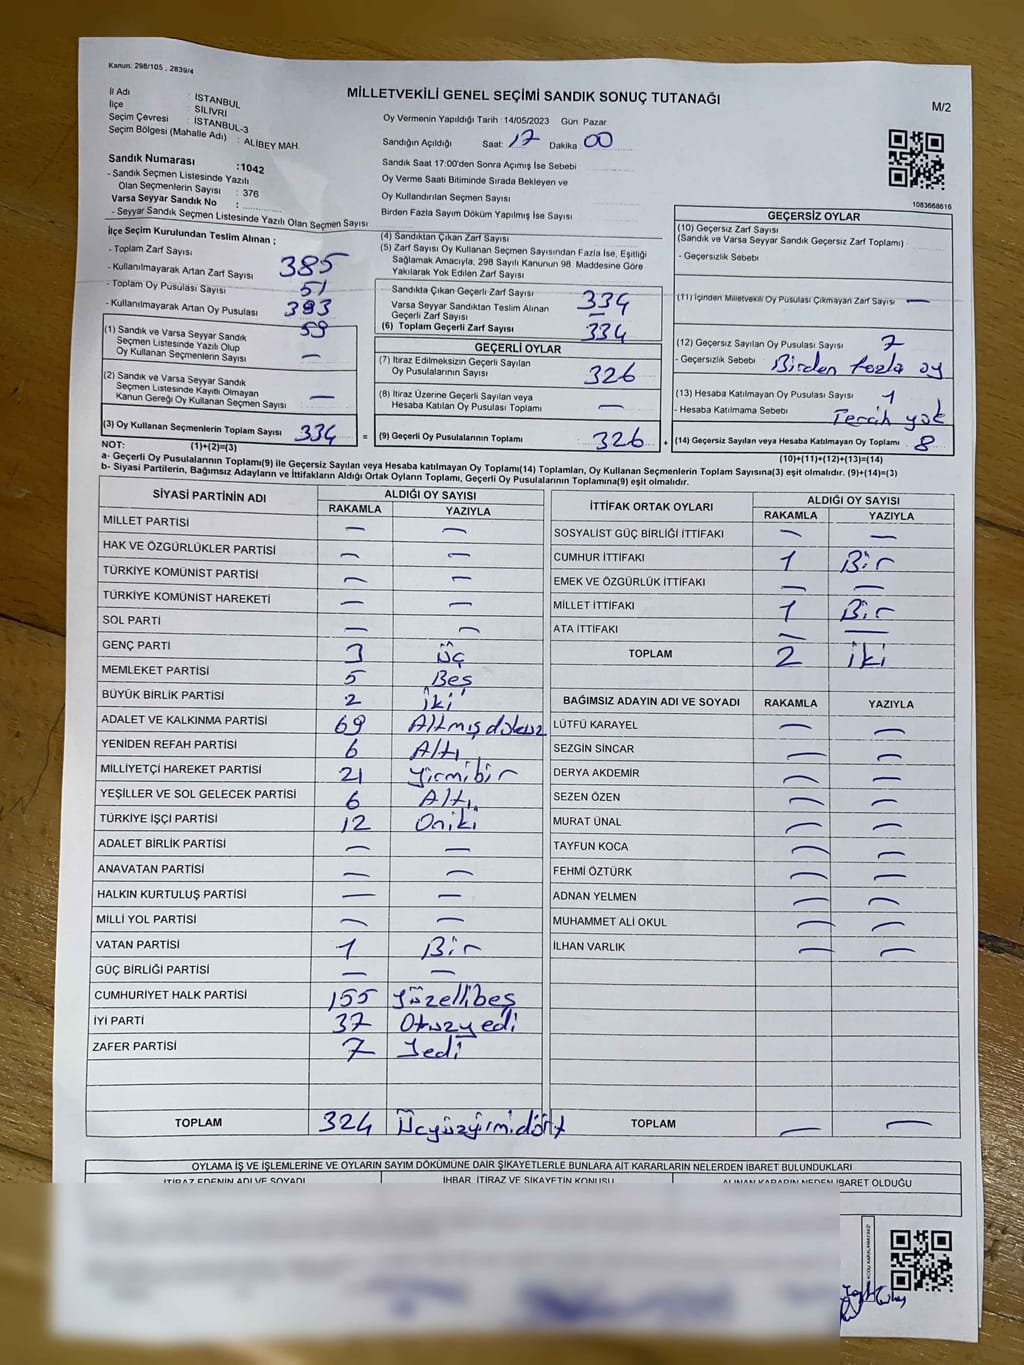 Kanun: 298/105 , 2839/4
MİLLETVEKİLİ GENEL SEÇİMİ SANDIK SONUÇ TUTANAĞI
M/2
İl Adı : İSTANBUL
İlçe : SİLİVRİ
Seçim Çevresi : İSTANBUL-3
Seçim Bölgesi (Mahalle Adı) : ALİBEY MAH.
Sandık Numarası : 1042
- Sandık Seçmen Listesinde Yazılı
Olan Seçmenlerin Sayısı : 376
Varsa Seyyar Sandık No :
- Seyyar Sandık Seçmen Listesinde Yazılı Olan Seçmen Sayısı
Oy Vermenin Yapıldığı Tarih : 14/05/2023 Gün Pazar
Sandığın Açıldığı Saat: 17 Dakika 00
Sandık Saat 17:00'den Sonra Açımış İse Sebebi
Oy Verme Saati Bitiminde Sırada Bekleyen ve
Oy Kullandırılan Seçmen Sayısı
Birden Fazla Sayım Döküm Yapılmış İse Sayısı
1083668616
İlçe Seçim Kurulundan Teslim Alınan ;
- Toplam Zarf Sayısı 385
- Kullanılmayarak Artan Zarf Sayısı 51
- Toplam Oy Pusulası Sayısı 393
- Kullanılmayarak Artan Oy Pusulası 59
(1) Sandık ve Varsa Seyyar Sandık
Seçmen Listesinde Yazılı Olup
Oy Kullanan Seçmenlerin Sayısı —
(2) Sandık ve Varsa Seyyar Sandık
Seçmen Listesinde Kayıtlı Olmayan
Kanun Gereği Oy Kullanan Seçmen Sayısı —
(3) Oy Kullanan Seçmenlerin Toplam Sayısı 334 =
(4) Sandıktan Çıkan Zarf Sayısı
(5) Zarf Sayısı Oy Kullanan Seçmen Sayısından Fazla İse, Eşitliği
Sağlamak Amacıyla, 298 Sayılı Kanunun 98. Maddesine Göre
Yakılarak Yok Edilen Zarf Sayısı
Sandıkta Çıkan Geçerli Zarf Sayısı 334
Varsa Seyyar Sandıktan Teslim Alınan
Geçerli Zarf Sayısı —
(6) Toplam Geçerli Zarf Sayısı 334
GEÇERLİ OYLAR
(7) İtiraz Edilmeksizin Geçerli Sayılan
Oy Pusulalarının Sayısı 326
(8) İtiraz Üzerine Geçerli Sayılan veya
Hesaba Katılan Oy Pusulası Toplamı —
(9) Geçerli Oy Pusulalarının Toplamı 326 +
GEÇERSİZ OYLAR
(10) Geçersiz Zarf Sayısı
(Sandık ve Varsa Seyyar Sandık Geçersiz Zarf Toplamı)
- Geçersizlik Sebebi
(11) İçinden Milletvekili Oy Pusulası Çıkmayan Zarf Sayısı —
(12) Geçersiz Sayılan Oy Pusulası Sayısı 7
- Geçersizlik Sebebi Birden fazla oy
(13) Hesaba Katılmayan Oy Pusulası Sayısı 1
- Hesaba Katılmama Sebebi Tercih yok
(14) Geçersiz Sayılan veya Hesaba Katılmayan Oy Toplamı 8
NOT: (1)+(2)=(3)
(10)+(11)+(12)+(13)=(14)
a- Geçerli Oy Pusulalarının Toplamı(9) ile Geçersiz Sayılan veya Hesaba katılmayan Oy Toplamı(14) Toplamları, Oy Kullanan Seçmenlerin Toplam Sayısına(3) eşit olmalıdır. (9)+(14)=(3)
b- Siyasi Partilerin, Bağımsız Adayların ve İttifakların Aldığı Ortak Oyların Toplamı, Geçerli Oy Pusulalarının Toplamına(9) eşit olmalıdır.
SİYASİ PARTİNİN ADI ALDIĞI OY SAYISI
RAKAMLA YAZIYLA
MİLLET PARTİSİ — —
HAK VE ÖZGÜRLÜKLER PARTİSİ — —
TÜRKİYE KOMÜNİST PARTİSİ — —
TÜRKİYE KOMÜNİST HAREKETİ — —
SOL PARTİ — —
GENÇ PARTİ 3 Üç
MEMLEKET PARTİSİ 5 Beş
BÜYÜK BİRLİK PARTİSİ 2 İki
ADALET VE KALKINMA PARTİSİ 69 Altmışdokuz
YENİDEN REFAH PARTİSİ 6 Altı
MİLLİYETÇİ HAREKET PARTİSİ 21 Yirmibir
YEŞİLLER VE SOL GELECEK PARTİSİ 6 Altı
TÜRKİYE İŞÇİ PARTİSİ 12 Oniki
ADALET BİRLİK PARTİSİ — —
ANAVATAN PARTİSİ — —
HALKIN KURTULUŞ PARTİSİ — —
MİLLİ YOL PARTİSİ — —
VATAN PARTİSİ 1 Bir
GÜÇ BİRLİĞİ PARTİSİ — —
CUMHURİYET HALK PARTİSİ 155 Yüzellibeş
İYİ PARTİ 37 Otuzyedi
ZAFER PARTİSİ 7 Yedi
TOPLAM 324 Üçyüzyirmidört
İTTİFAK ORTAK OYLARI ALDIĞI OY SAYISI
RAKAMLA YAZIYLA
SOSYALİST GÜÇ BİRLİĞİ İTTİFAKI — —
CUMHUR İTTİFAKI 1 Bir
EMEK VE ÖZGÜRLÜK İTTİFAKI — —
MİLLET İTTİFAKI 1 Bir
ATA İTTİFAKI — —
TOPLAM 2 İki
BAĞIMSIZ ADAYIN ADI VE SOYADI RAKAMLA YAZIYLA
LÜTFÜ KARAYEL — —
SEZGİN SİNCAR — —
DERYA AKDEMİR — —
SEZEN ÖZEN — —
MURAT ÜNAL — —
TAYFUN KOCA — —
FEHMİ ÖZTÜRK — —
ADNAN YELMEN — —
MUHAMMET ALİ OKUL — —
İLHAN VARLIK — —
TOPLAM — —
OYLAMA İŞ VE İŞLEMLERİNE VE OYLARIN SAYIM DÖKÜMÜNE DAİR ŞİKAYETLERLE BUNLARA AİT KARARLARIN NELERDEN İBARET BULUNDUKLARI
İTİRAZ EDENİN ADI VE SOYADI İHBAR, İTİRAZ VE ŞİKAYETİN KONUSU ALINAN KARARIN NEDEN İBARET OLDUĞU